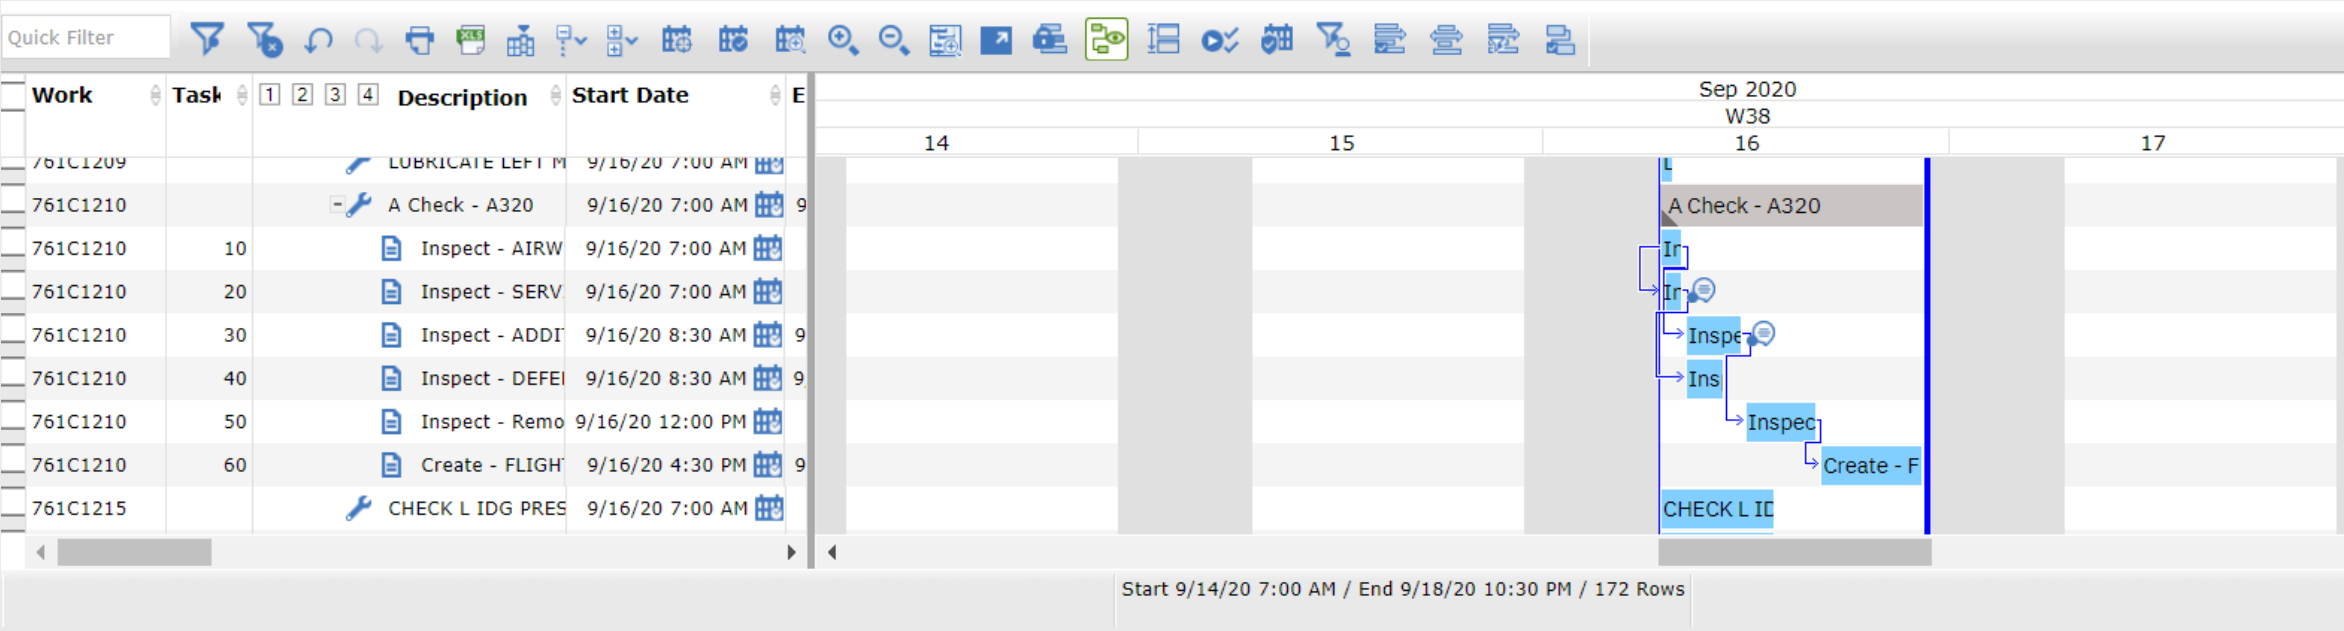 Quick Filter
XLS
Work Task 1 2 3 4 Description Start Date E
Sep 2020
W38
14 15 16 17
761C1209 LUBRICATE LEFT M 9/16/20 7:00 AM L
761C1210 A Check - A320 9/16/20 7:00 AM 9 A Check - A320
761C1210 10 Inspect - AIRW 9/16/20 7:00 AM Ir
761C1210 20 Inspect - SERV 9/16/20 7:00 AM Ir
761C1210 30 Inspect - ADDI 9/16/20 8:30 AM 9 Inspe
761C1210 40 Inspect - DEFE 9/16/20 8:30 AM 9 Ins
761C1210 50 Inspect - Remo 9/16/20 12:00 PM Inspec
761C1210 60 Create - FLIGH 9/16/20 4:30 PM 9 Create - F
761C1215 CHECK L IDG PRES 9/16/20 7:00 AM CHECK L ID
Start 9/14/20 7:00 AM / End 9/18/20 10:30 PM / 172 Rows